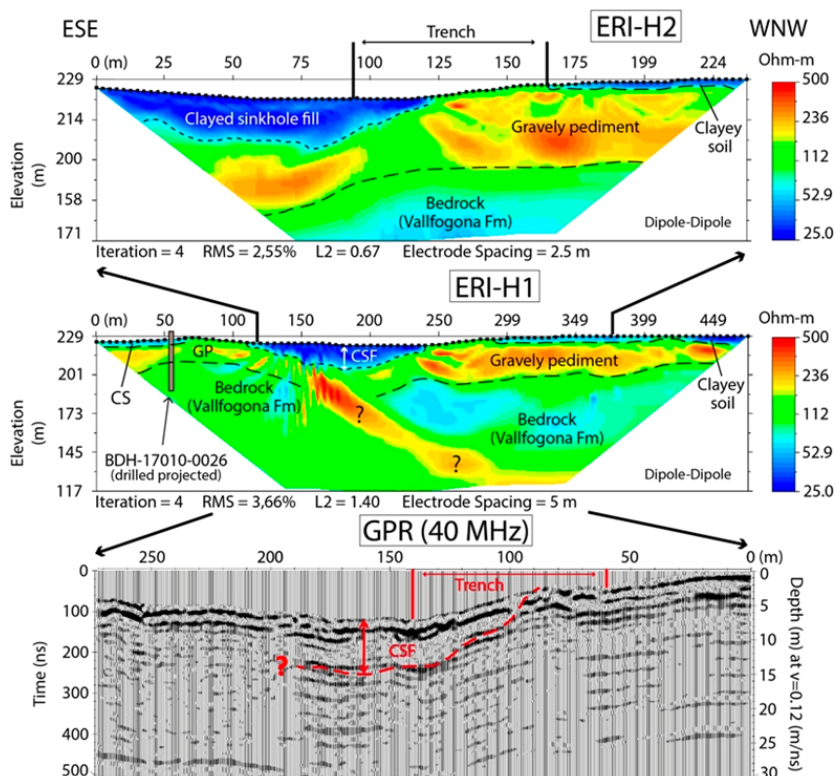 ESE Trench ERI-H2 WNW
0 (m) 25 50 75 100 125 150 175 199 224 Ohm-m
229 500
214 Clayed sinkhole fill Gravely pediment Clayey soil 236
200 112
158 Bedrock (Vallfogona Fm) 52.9
171 Dipole-Dipole 25.0
Elevation (m)
Iteration = 4 RMS = 2,55% L2 = 0.67 Electrode Spacing = 2.5 m
ERI-H1
0 (m) 50 100 150 200 250 299 349 399 449 Ohm-m
229 500
GP CSF Gravely pediment
201 236
CS Bedrock (Vallfogona Fm) Clayey soil
173 ? Bedrock (Vallfogona Fm) 112
145 BDH-17010-0026 (drilled projected) ? 52.9
117 Dipole-Dipole 25.0
Elevation (m)
Iteration = 4 RMS = 3,66% L2 = 1.40 Electrode Spacing = 5 m
GPR (40 MHz)
250 200 150 100 50 0 (m)
0 Trench 0
100 5
CSF 10
200 ?
300 15
20
400 25
500 30
Time (ns)
Depth (m) at v=0.12 (m/ns)